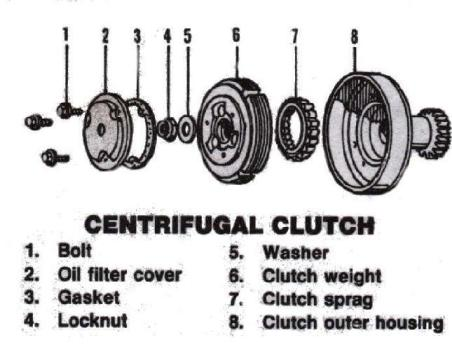 1 2 3 4 5 6 7 8
CENTRIFUGAL CLUTCH
1. Bolt
2. Oil filter cover
3. Gasket
4. Locknut
5. Washer
6. Clutch weight
7. Clutch sprag
8. Clutch outer housing